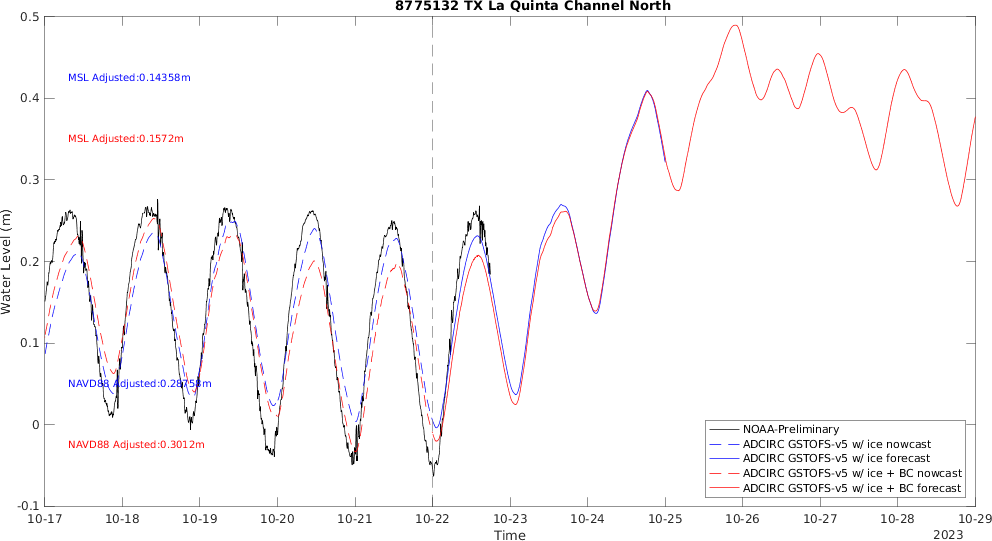 8775132 TX La Quinta Channel North
0.5
0.4
0.3
0.2
0.1
0
-0.1
Water Level (m)
MSL Adjusted:0.14358m
MSL Adjusted:0.1572m
NAVD88 Adjusted:0.28758m
NAVD88 Adjusted:0.3012m
NOAA-Preliminary
ADCIRC GSTOFS-v5 w/ ice nowcast
ADCIRC GSTOFS-v5 w/ ice forecast
ADCIRC GSTOFS-v5 w/ ice + BC nowcast
ADCIRC GSTOFS-v5 w/ ice + BC forecast
10-17 10-18 10-19 10-20 10-21 10-22 10-23 10-24 10-25 10-26 10-27 10-28 10-29
Time
2023